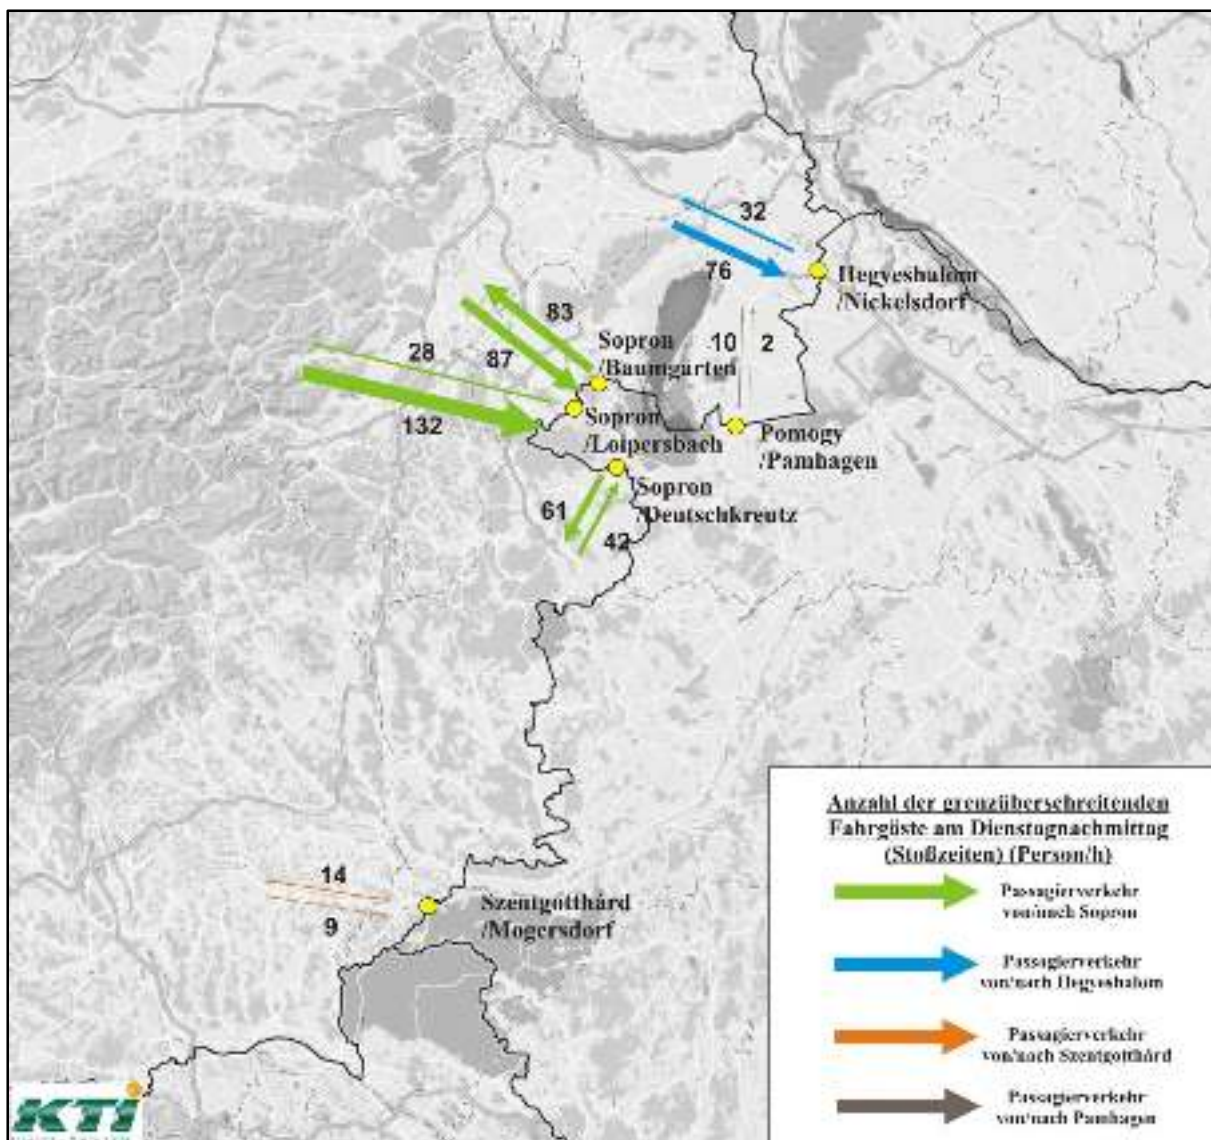 32
76
Hegyeshalom
/Nickelsdorf
83
87
Sopron
/Baumgarten
10
2
28
132
Sopron
/Loipersbach
Pomogy
/Pamhagen
61
42
Sopron
/Deutschkreutz
14
9
Szentgotthárd
/Mogersdorf
Anzahl der grenzüberschreitenden
Fahrgäste am Dienstagnachmittag
(Stoßzeiten) (Person/h)
Passagierverkehr
von/nach Sopron
Passagierverkehr
von/nach Hegyeshalom
Passagierverkehr
von/nach Szentgotthárd
Passagierverkehr
von/nach Pamhagen
KTI